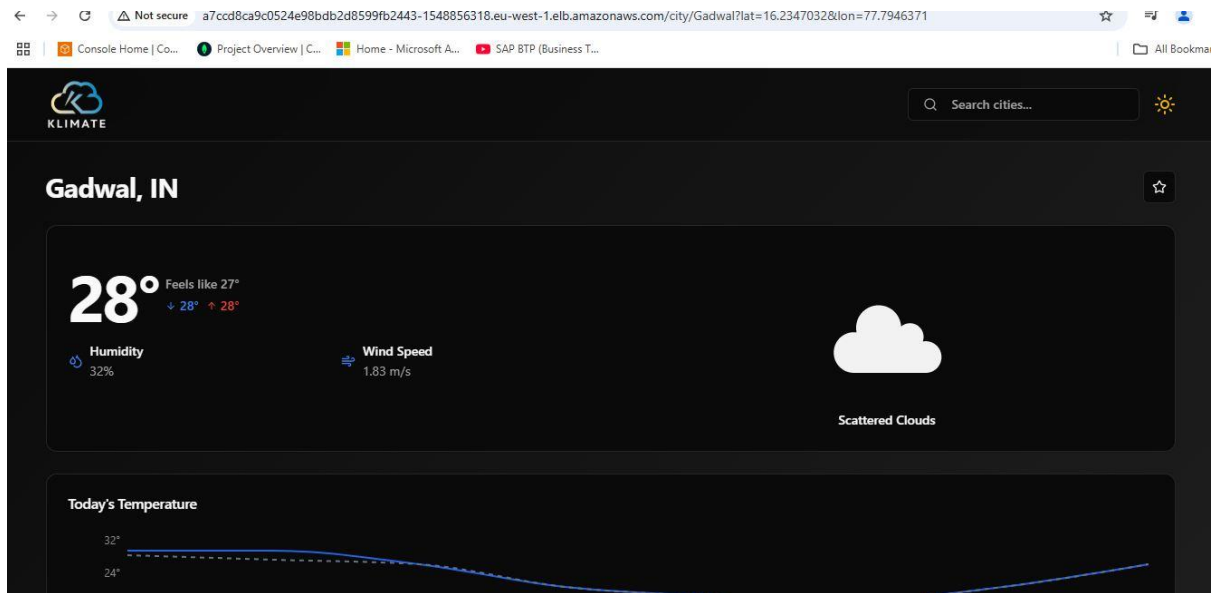 Not secure a7ccd8ca9c0524e98bdb2d8599fb2443-1548856318.eu-west-1.elb.amazonaws.com/city/Gadwal?lat=16.2347032&lon=77.7946371
Console Home | Co... Project Overview | C... Home - Microsoft A... SAP BTP (Business T... All Bookma
KLIMATE
Search cities...
Gadwal, IN
28° Feels like 27°
↓ 28° ↑ 28°
Humidity Wind Speed
32% 1.83 m/s
Scattered Clouds
Today's Temperature
32°
24°